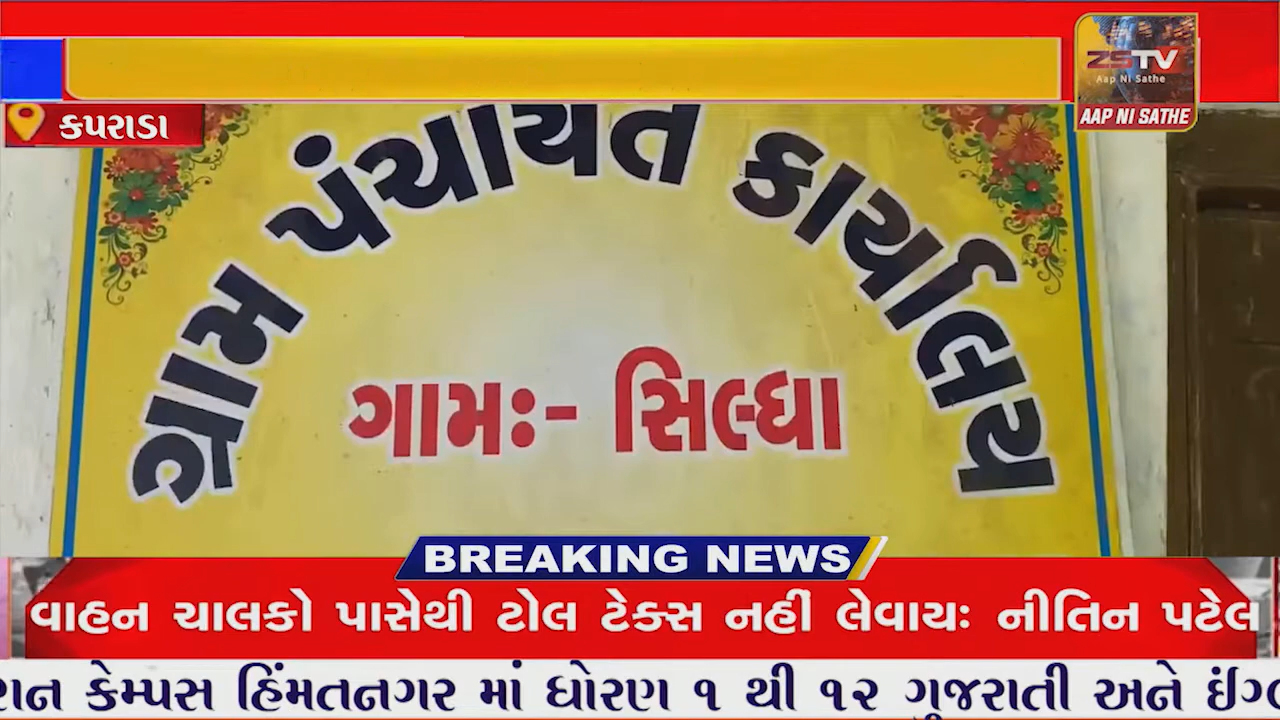 ZSTV
Aap Ni Sathe
AAP NI SATHE
કપરાડા
ગ્રામ પંચાયત કાર્યાલય
ગામઃ- સિલ્ધા
BREAKING NEWS
વાહન ચાલકો પાસેથી ટોલ ટેક્સ નહીં લેવાયઃ નીતિન પટેલ
કેમ્પસ હિંમતનગર માં ધોરણ ૧ થી ૧૨ ગુજરાતી અને